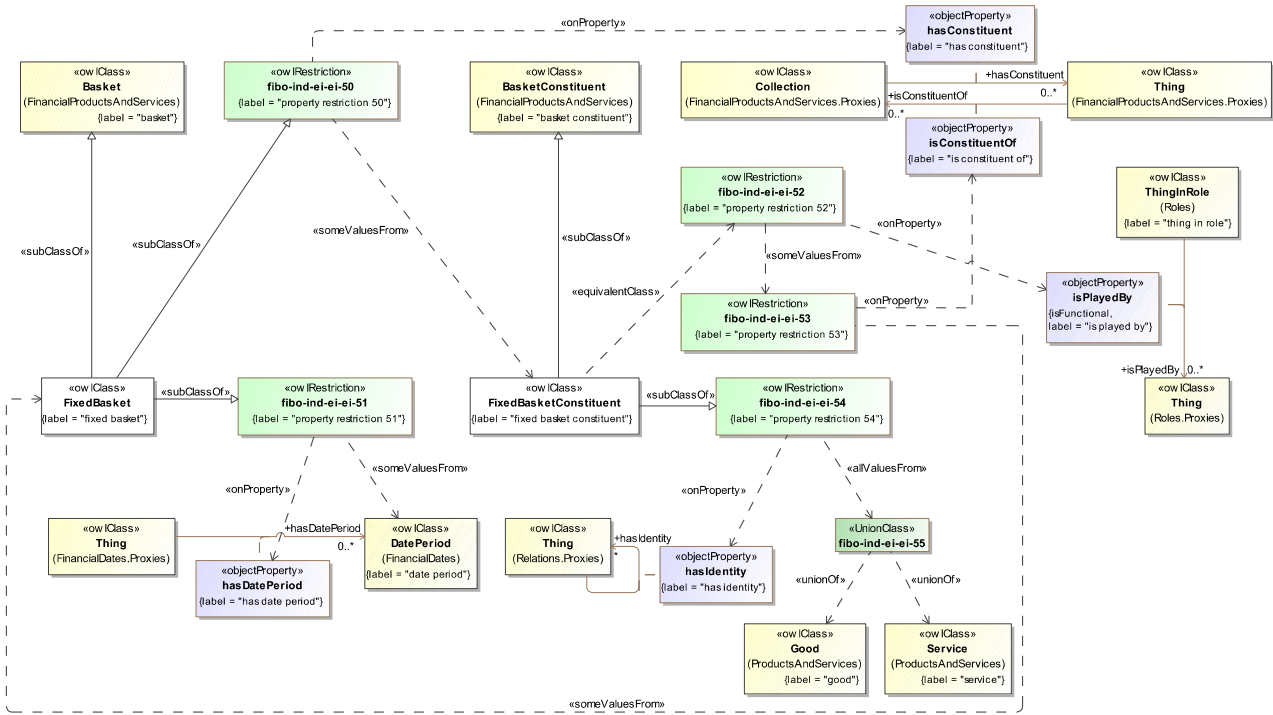 «onProperty»
«objectProperty»
hasConstituent
{label = "has constituent"}
«owlClass»
Basket
(FinancialProductsAndServices)
{label = "basket"}
«owlRestriction»
fibo-ind-ei-ei-50
{label = "property restriction 50"}
«owlClass»
BasketConstituent
(FinancialProductsAndServices)
{label = "basket constituent"}
«owlClass»
Collection
(FinancialProductsAndServices.Proxies)
+hasConstituent
0..*
+isConstituentOf
0..*
«owlClass»
Thing
(FinancialProductsAndServices.Proxies)
«objectProperty»
isConstituentOf
{label = "is constituent of"}
«owlRestriction»
fibo-ind-ei-ei-52
{label = "property restriction 52"}
«owlClass»
ThingInRole
(Roles)
{label = "thing in role"}
«subClassOf»
«subClassOf»
«someValuesFrom»
«subClassOf»
«onProperty»
«someValuesFrom»
«equivalentClass»
«owlRestriction»
fibo-ind-ei-ei-53
{label = "property restriction 53"}
«onProperty»
«objectProperty»
isPlayedBy
{isFunctional,
label = "is played by"}
+isPlayedBy
0..*
«owlClass»
FixedBasket
{label = "fixed basket"}
«subClassOf»
«owlRestriction»
fibo-ind-ei-ei-51
{label = "property restriction 51"}
«owlClass»
FixedBasketConstituent
{label = "fixed basket constituent"}
«subClassOf»
«owlRestriction»
fibo-ind-ei-ei-54
{label = "property restriction 54"}
«owlClass»
Thing
(Roles.Proxies)
«onProperty»
«someValuesFrom»
«onProperty»
«allValuesFrom»
«owlClass»
Thing
(FinancialDates.Proxies)
+hasDatePeriod
0..*
«owlClass»
DatePeriod
(FinancialDates)
{label = "date period"}
«objectProperty»
hasDatePeriod
{label = "has date period"}
«owlClass»
Thing
(Relations.Proxies)
+hasIdentity
*
«objectProperty»
hasIdentity
{label = "has identity"}
«UnionClass»
fibo-ind-ei-ei-55
«unionOf»
«unionOf»
«owlClass»
Good
(ProductsAndServices)
{label = "good"}
«owlClass»
Service
(ProductsAndServices)
{label = "service"}
«someValuesFrom»